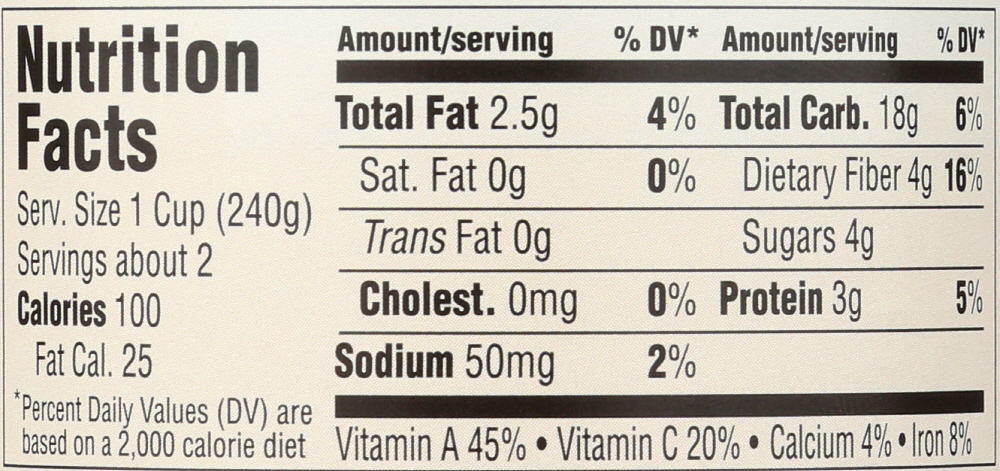 Nutrition
Facts
Serv. Size 1 Cup (240g)
Servings about 2
Calories 100
Fat Cal. 25
*Percent Daily Values (DV) are
based on a 2,000 calorie diet
Amount/serving % DV* Amount/serving % DV*
Total Fat 2.5g 4% Total Carb. 18g 6%
Sat. Fat 0g 0% Dietary Fiber 4g 16%
Trans Fat 0g Sugars 4g
Cholest. 0mg 0% Protein 3g 5%
Sodium 50mg 2%
Vitamin A 45% • Vitamin C 20% • Calcium 4% • Iron 8%